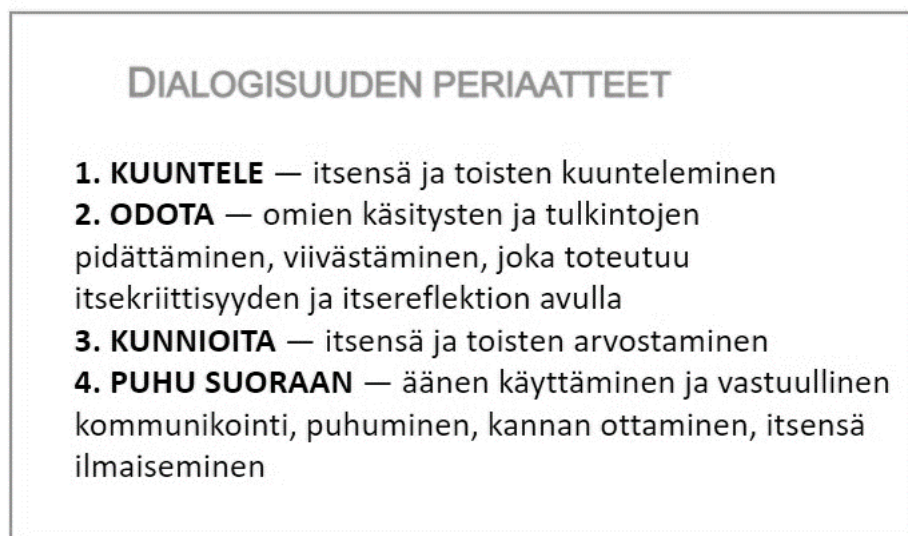 DIALOGISUUDEN PERIAATTEET
1. KUUNTELE — itsensä ja toisten kuunteleminen
2. ODOTA — omien käsitysten ja tulkintojen
pidättäminen, viivästäminen, joka toteutuu
itsekriittisyyden ja itsereflektion avulla
3. KUNNIOITA — itsensä ja toisten arvostaminen
4. PUHU SUORAAN — äänen käyttäminen ja vastuullinen
kommunikointi, puhuminen, kannan ottaminen, itsensä
ilmaiseminen